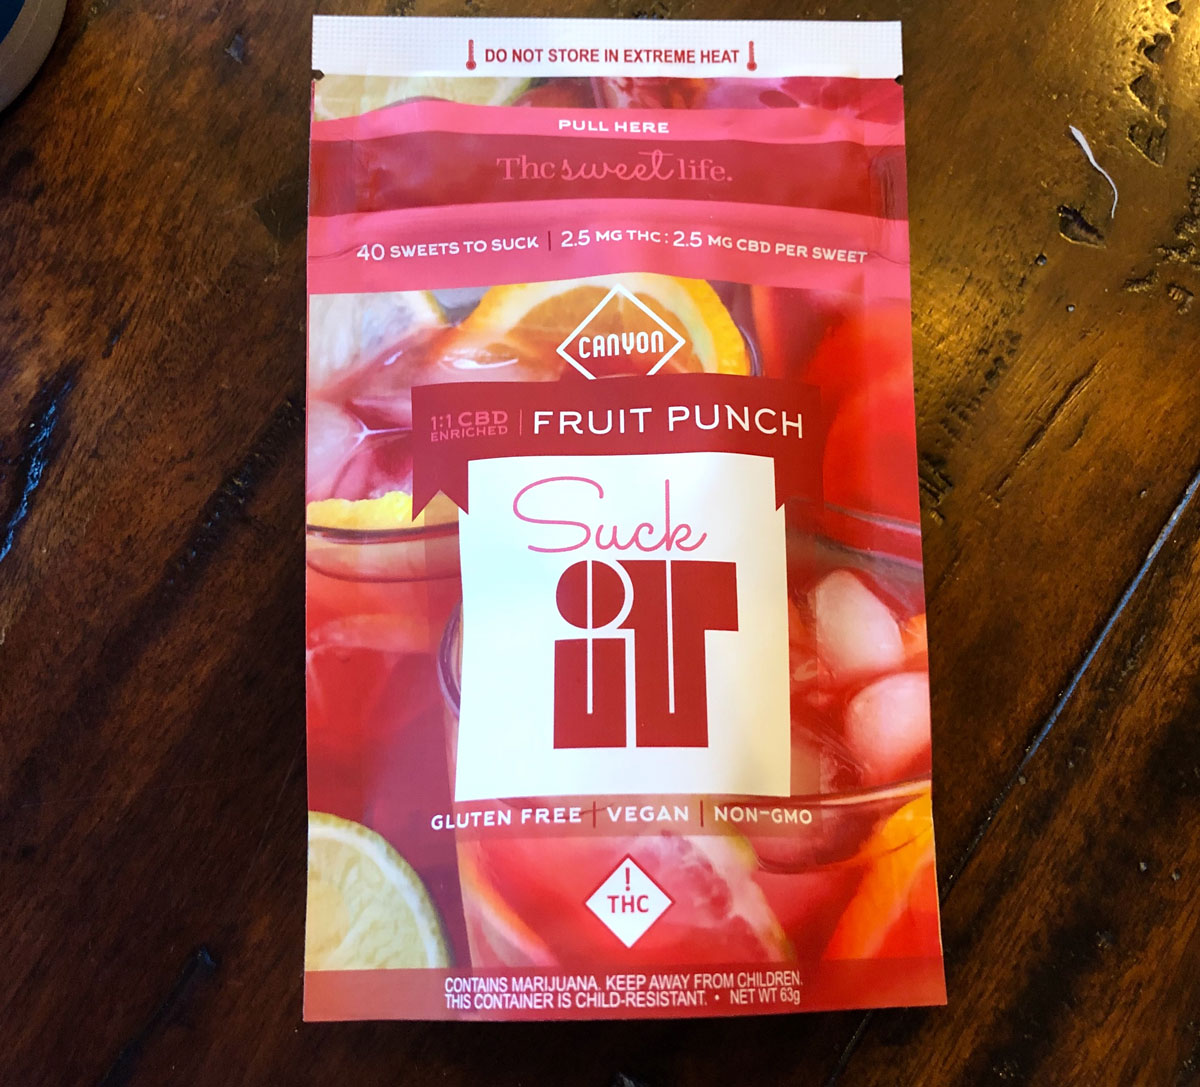 DO NOT STORE IN EXTREME HEAT
PULL HERE
Thc sweet life.
40 SWEETS TO SUCK | 2.5 MG THC : 2.5 MG CBD PER SWEET
CANYON
1:1 CBD
ENRICHED | FRUIT PUNCH
Suck
iT
GLUTEN FREE | VEGAN | NON-GMO
!
THC
CONTAINS MARIJUANA. KEEP AWAY FROM CHILDREN.
THIS CONTAINER IS CHILD-RESISTANT. • NET WT 63g